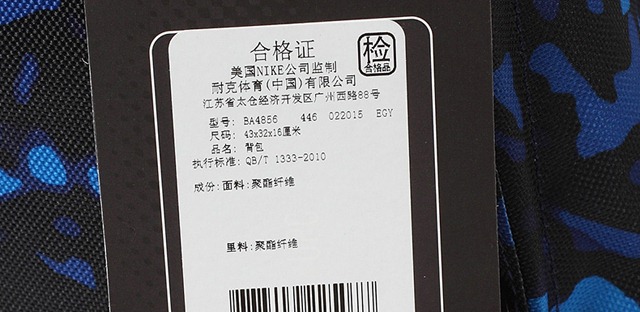 合格证
检
合格品
美国NIKE公司监制
耐克体育(中国)有限公司
江苏省太仓经济开发区广州西路88号
型号: BA4856 446 022015 EGY
尺码: 43x32x16厘米
品名: 背包
执行标准: QB/T 1333-2010
成份: 面料: 聚酯纤维
里料: 聚酯纤维